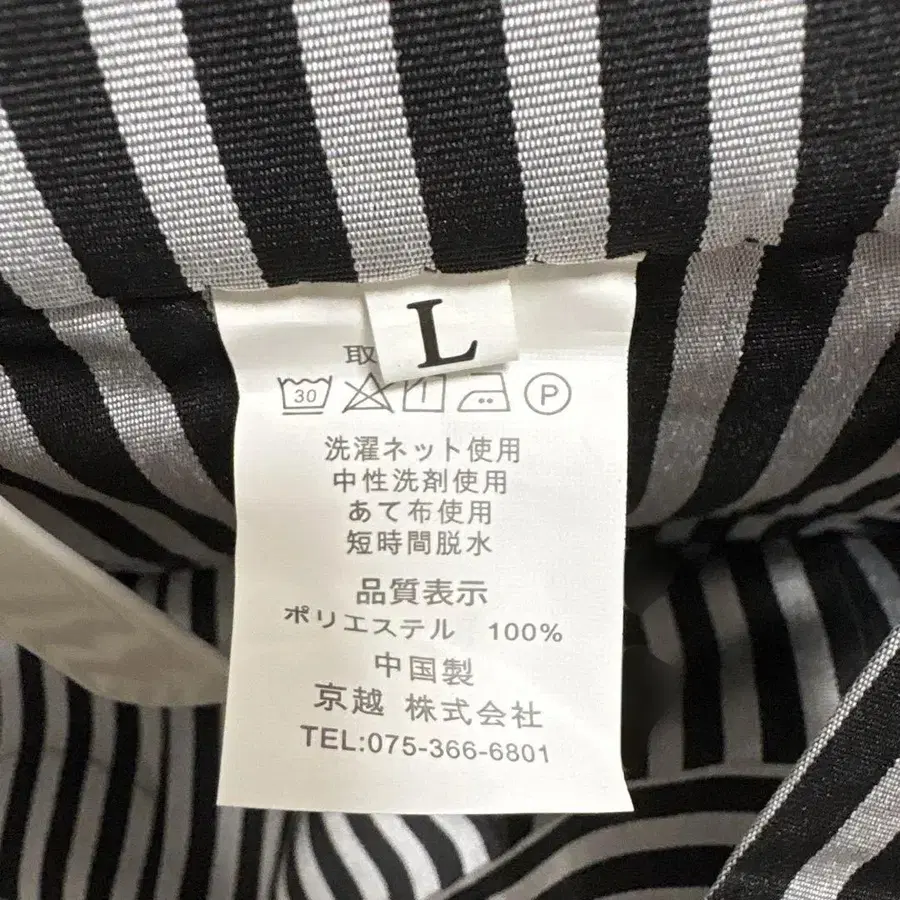 L
取
30
P
洗濯ネット使用
中性洗剤使用
あて布使用
短時間脱水
品質表示
ポリエステル 100%
中国製
京越 株式会社
TEL:075-366-6801